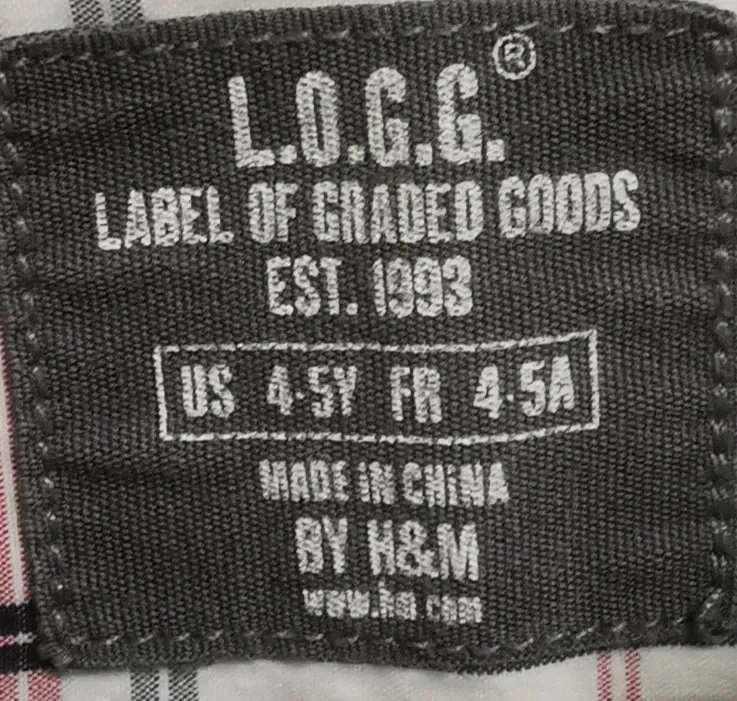 L.O.G.G.®
LABEL OF GRADED GOODS
EST. 1993
US 4-5Y FR 4-5A
MADE IN CHINA
BY H&M
www.hm.com